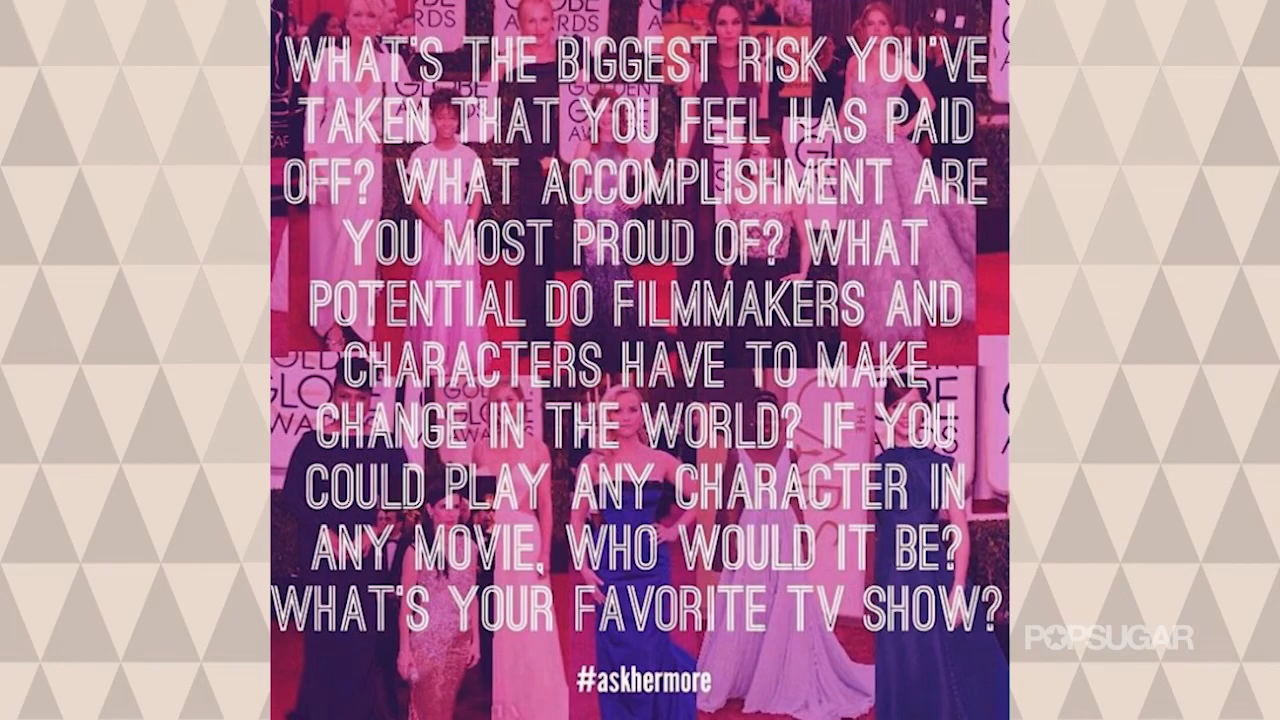 WHAT'S THE BIGGEST RISK YOU'VE
TAKEN THAT YOU FEEL HAS PAID
OFF? WHAT ACCOMPLISHMENT ARE
YOU MOST PROUD OF? WHAT
POTENTIAL DO FILMMAKERS AND
CHARACTERS HAVE TO MAKE
CHANGE IN THE WORLD? IF YOU
COULD PLAY ANY CHARACTER IN
ANY MOVIE, WHO WOULD IT BE?
WHAT'S YOUR FAVORITE TV SHOW?
#askhermore
POPSUGAR